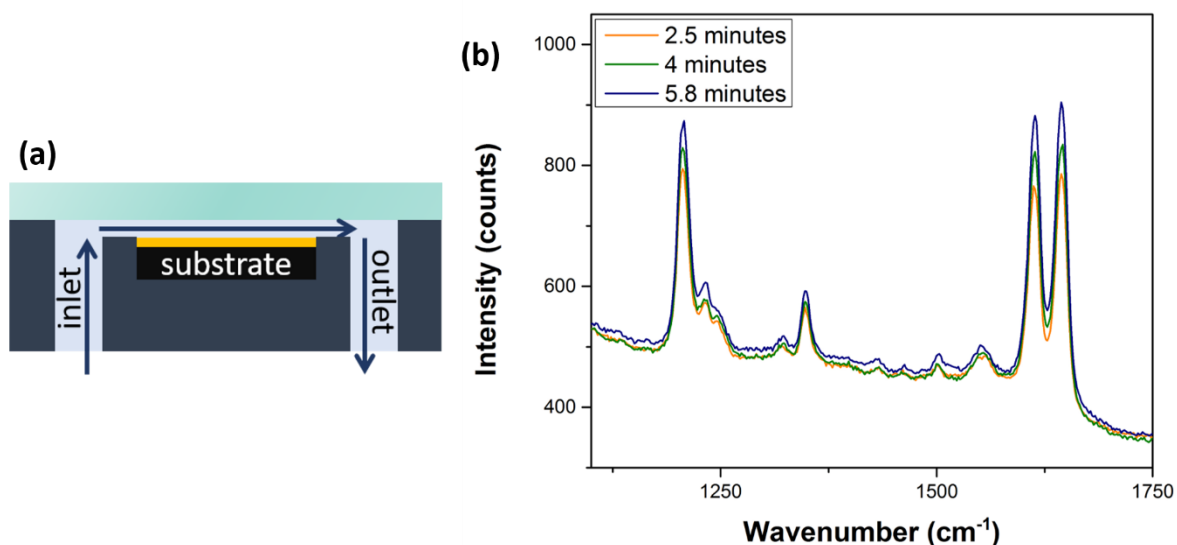 (a)
inlet
substrate
outlet
(b)
2.5 minutes
4 minutes
5.8 minutes
Intensity (counts)
1000
800
600
400
1250
1500
1750
Wavenumber (cm⁻¹)